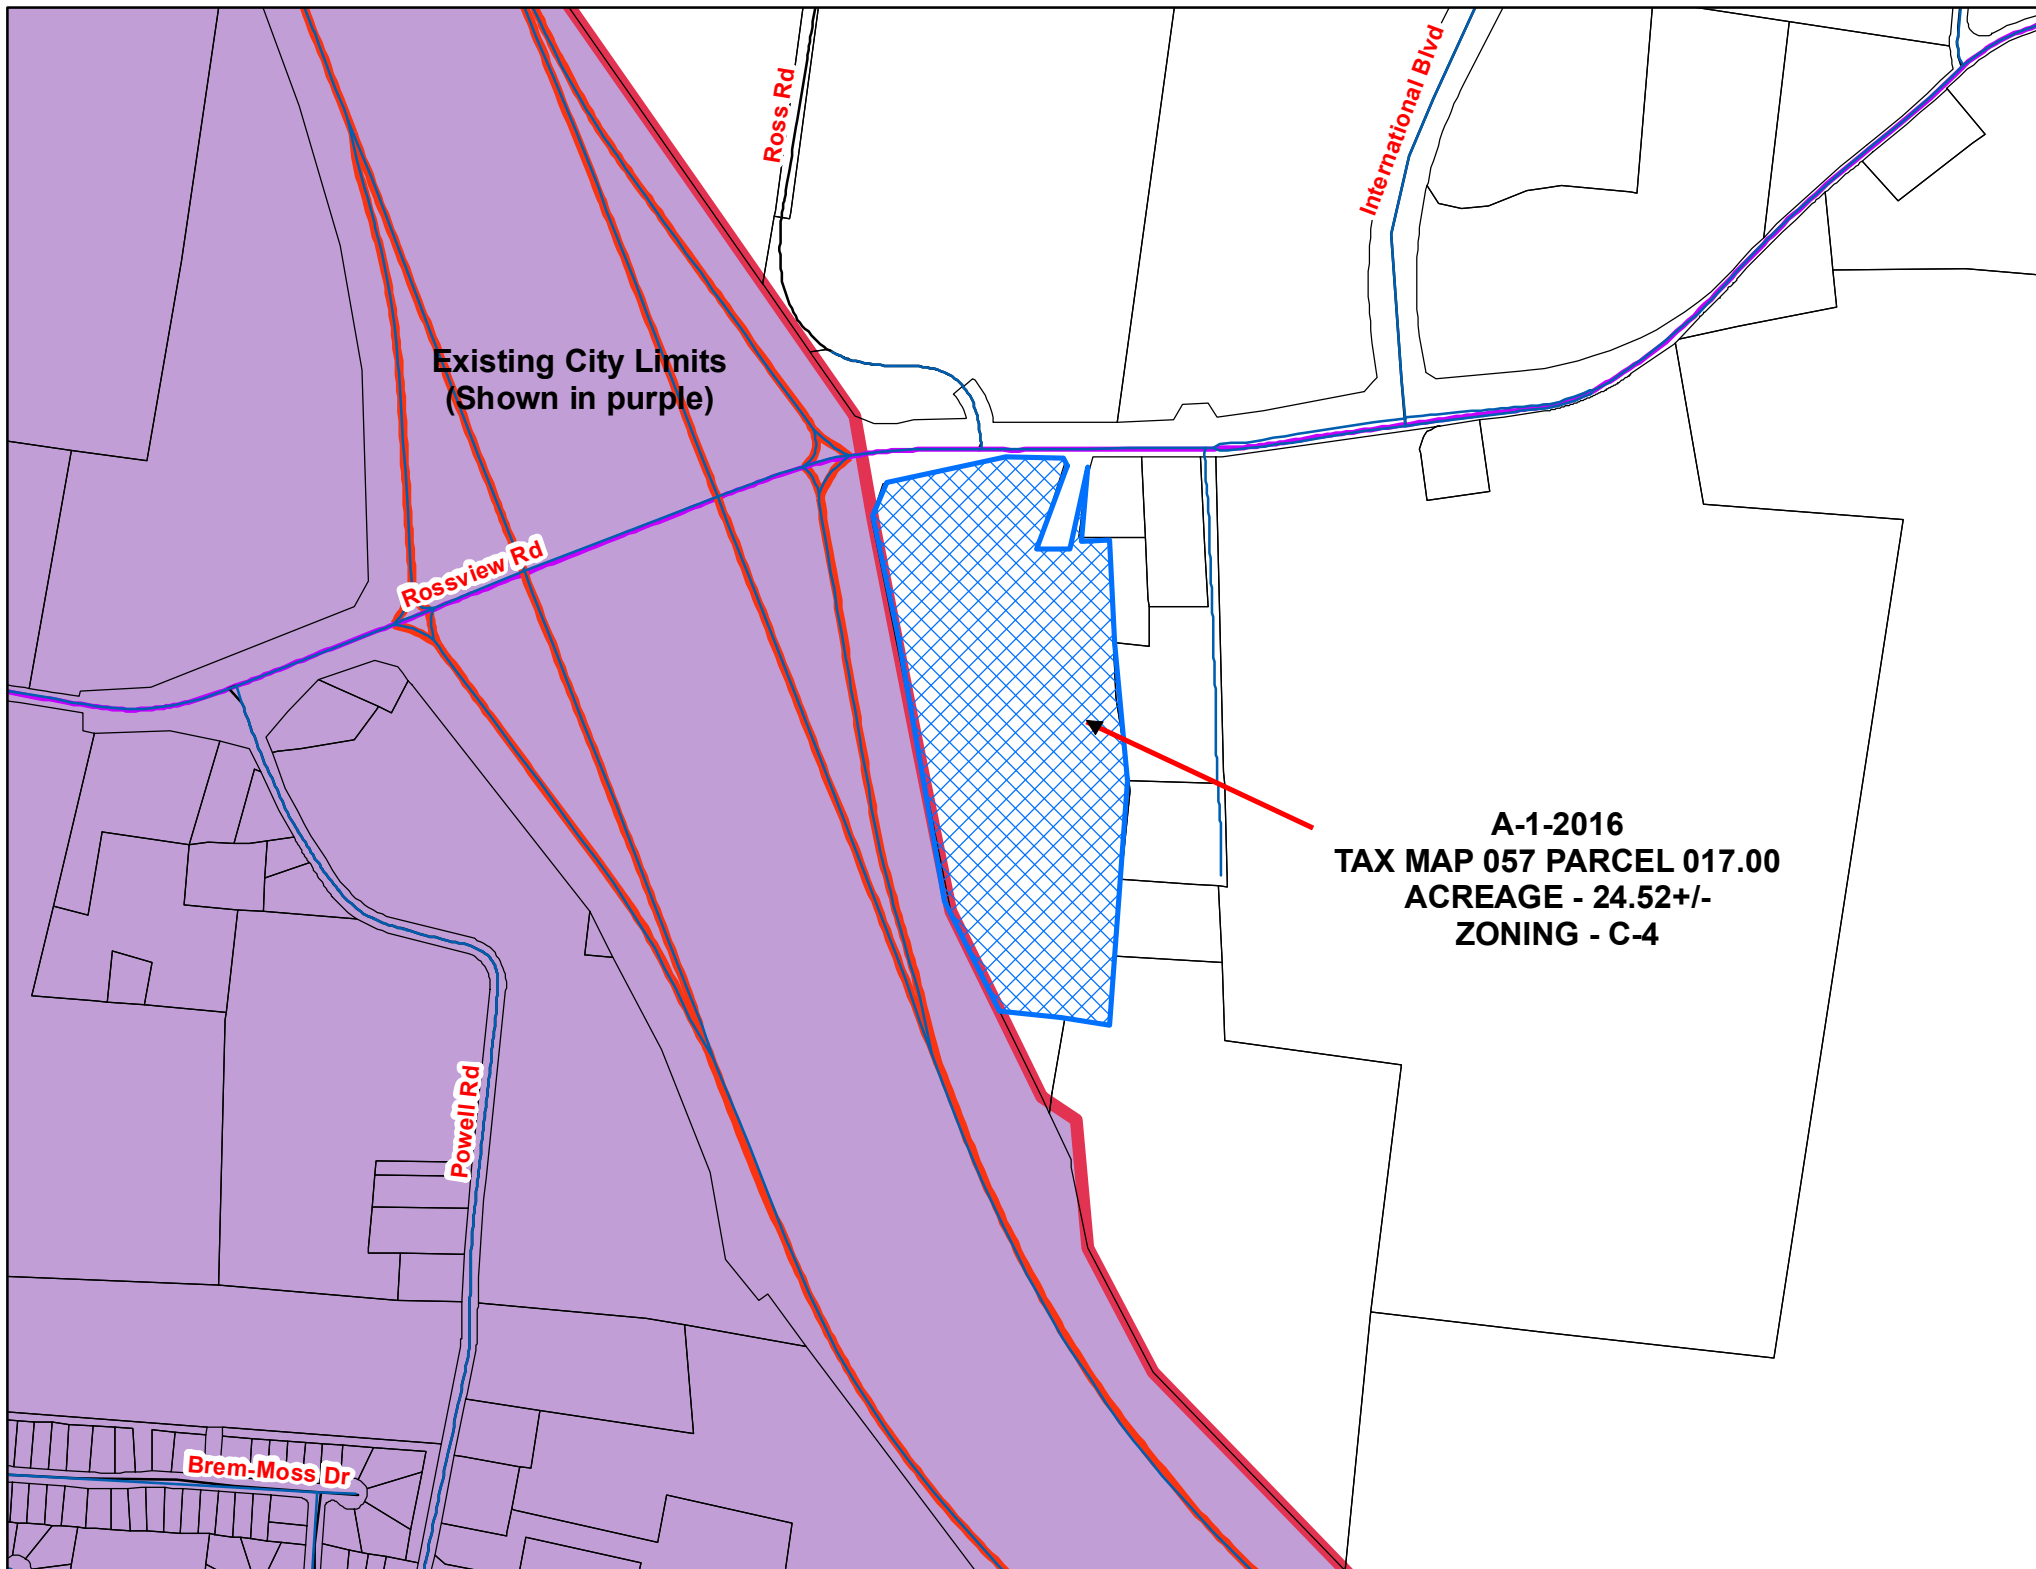 Ross Rd
International Blvd
Existing City Limits
(Shown in purple)
Rossview Rd
A-1-2016
TAX MAP 057 PARCEL 017.00
ACREAGE - 24.52+/-
ZONING - C-4
Powell Rd
Brem-Moss Dr